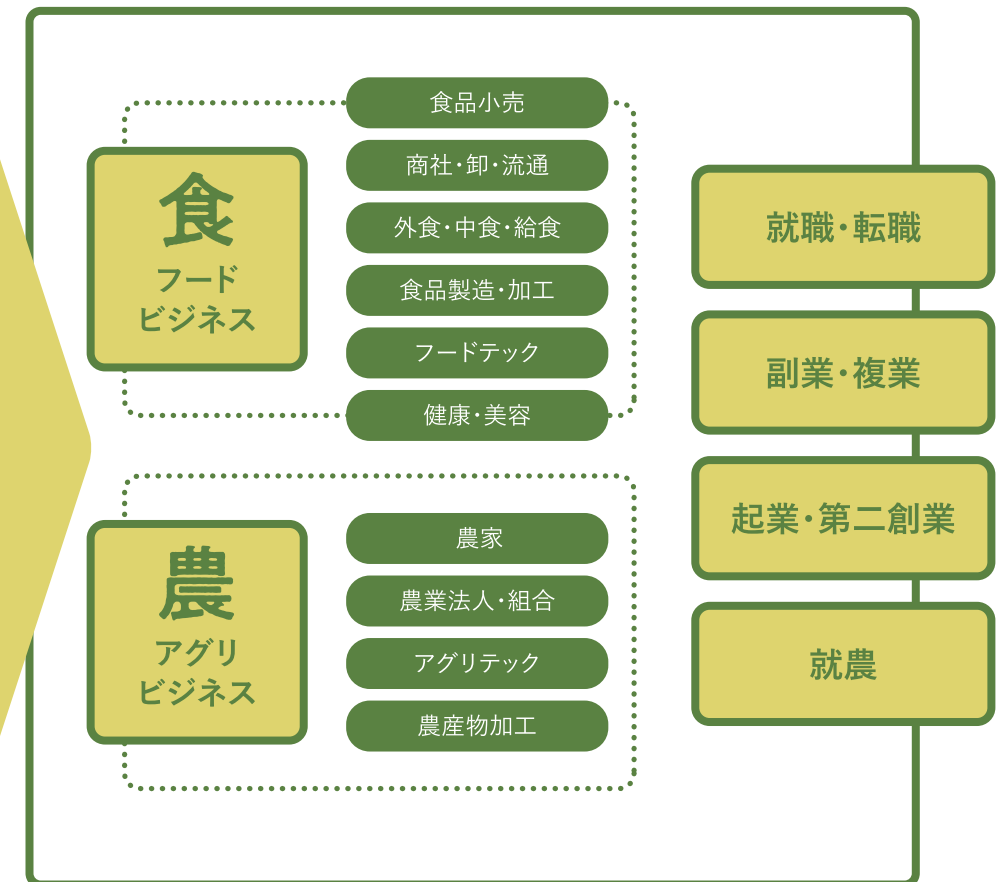 食
フード
ビジネス
食品小売
商社・卸・流通
外食・中食・給食
食品製造・加工
フードテック
健康・美容
農
アグリ
ビジネス
農家
農業法人・組合
アグリテック
農産物加工
就職・転職
副業・複業
起業・第二創業
就農